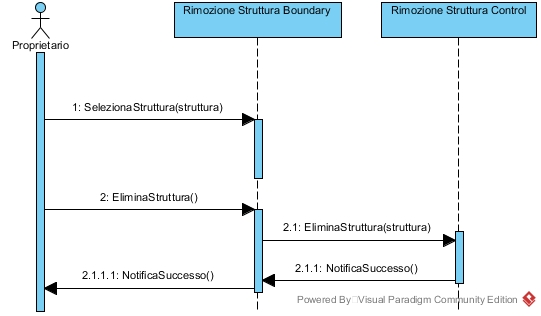 Rimozione Struttura Boundary
Rimozione Struttura Control
Proprietario
1: SelezionaStruttura(struttura)
2: EliminaStruttura()
2.1: EliminaStruttura(struttura)
2.1.1: NotificaSuccesso()
2.1.1.1: NotificaSuccesso()
Powered By Visual Paradigm Community Edition